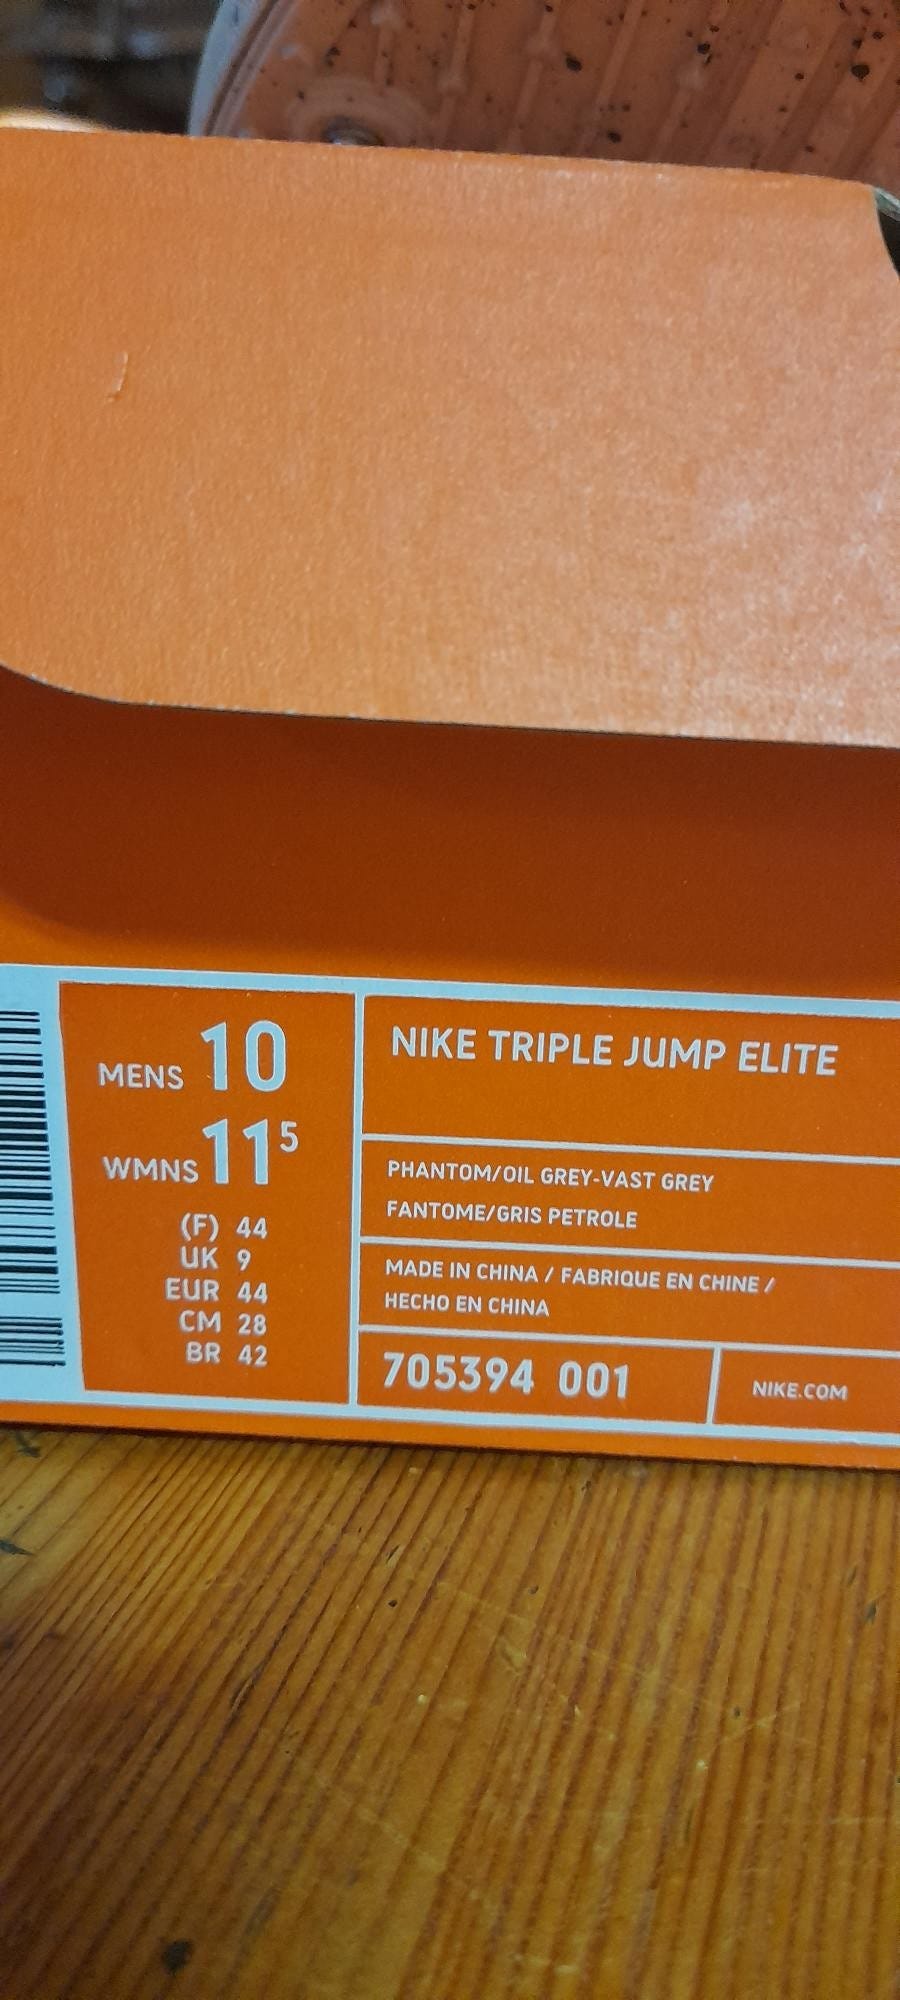 MENS 10
WMNS 11⁵
(F) 44
UK 9
EUR 44
CM 28
BR 42
NIKE TRIPLE JUMP ELITE
PHANTOM/OIL GREY-VAST GREY
FANTOME/GRIS PETROLE
MADE IN CHINA / FABRIQUE EN CHINE /
HECHO EN CHINA
705394 001
NIKE.COM